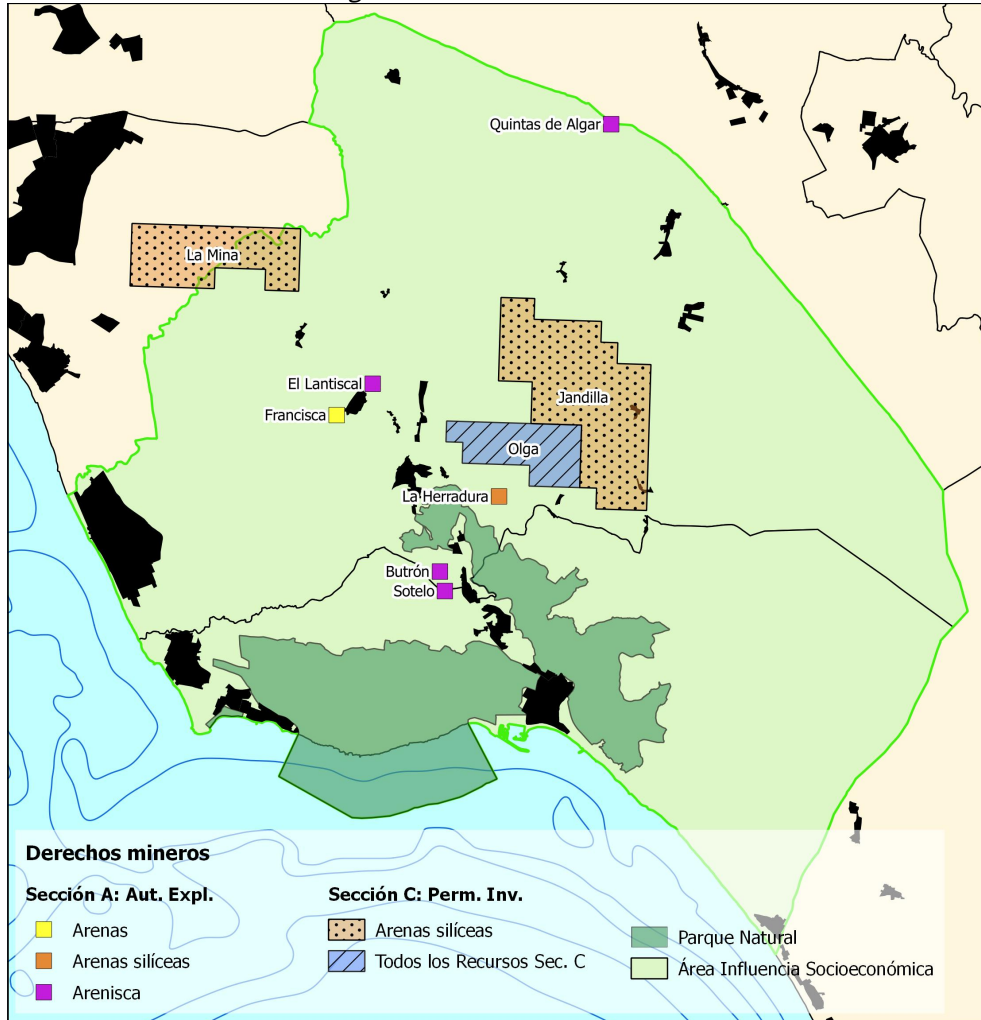 Quintas de Algar
La Mina
El Lantiscal
Francisca
Jandilla
Olga
La Herradura
Butrón
Sotelo
Derechos mineros
Sección A: Aut. Expl.
Arenas
Arenas silíceas
Arenisca
Sección C: Perm. Inv.
Arenas silíceas
Todos los Recursos Sec. C
Parque Natural
Área Influencia Socioeconómica